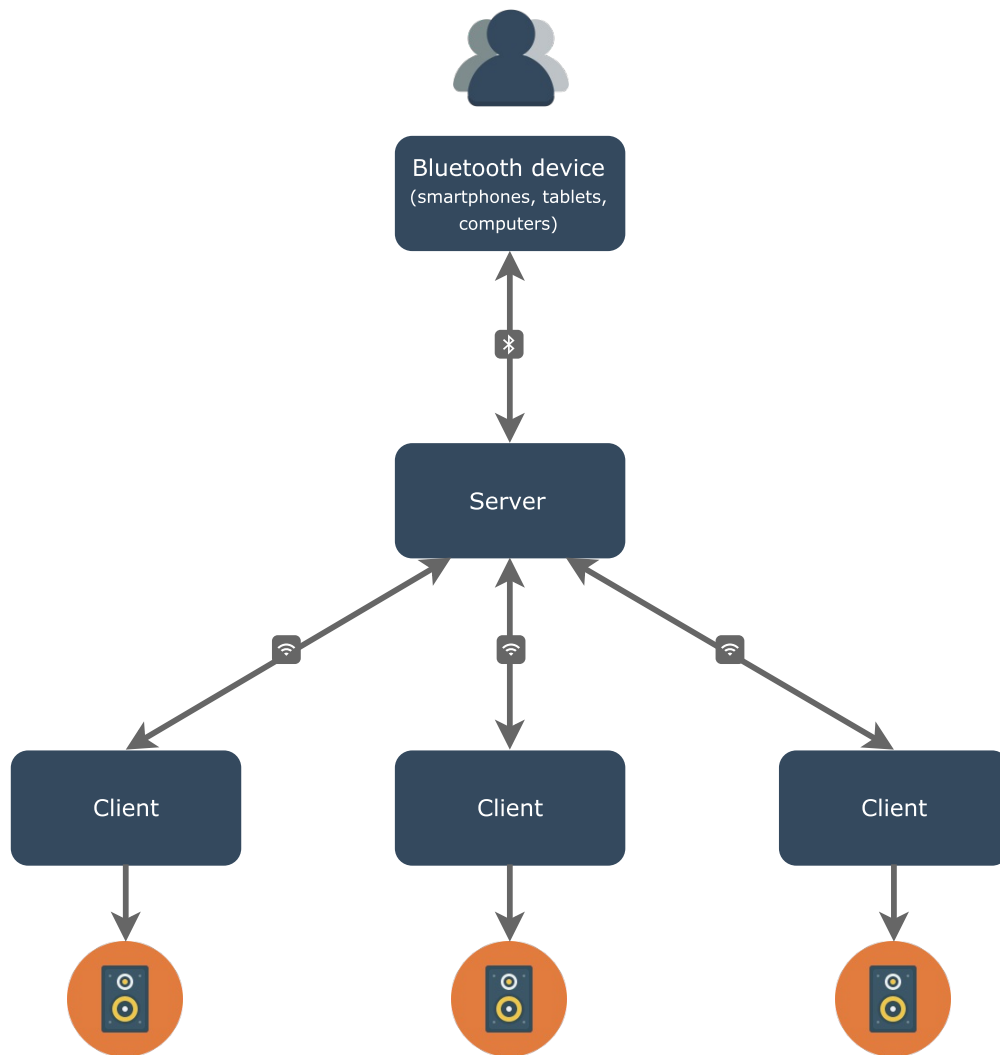 Bluetooth device
(smartphones, tablets,
computers)
Server
Client
Client
Client